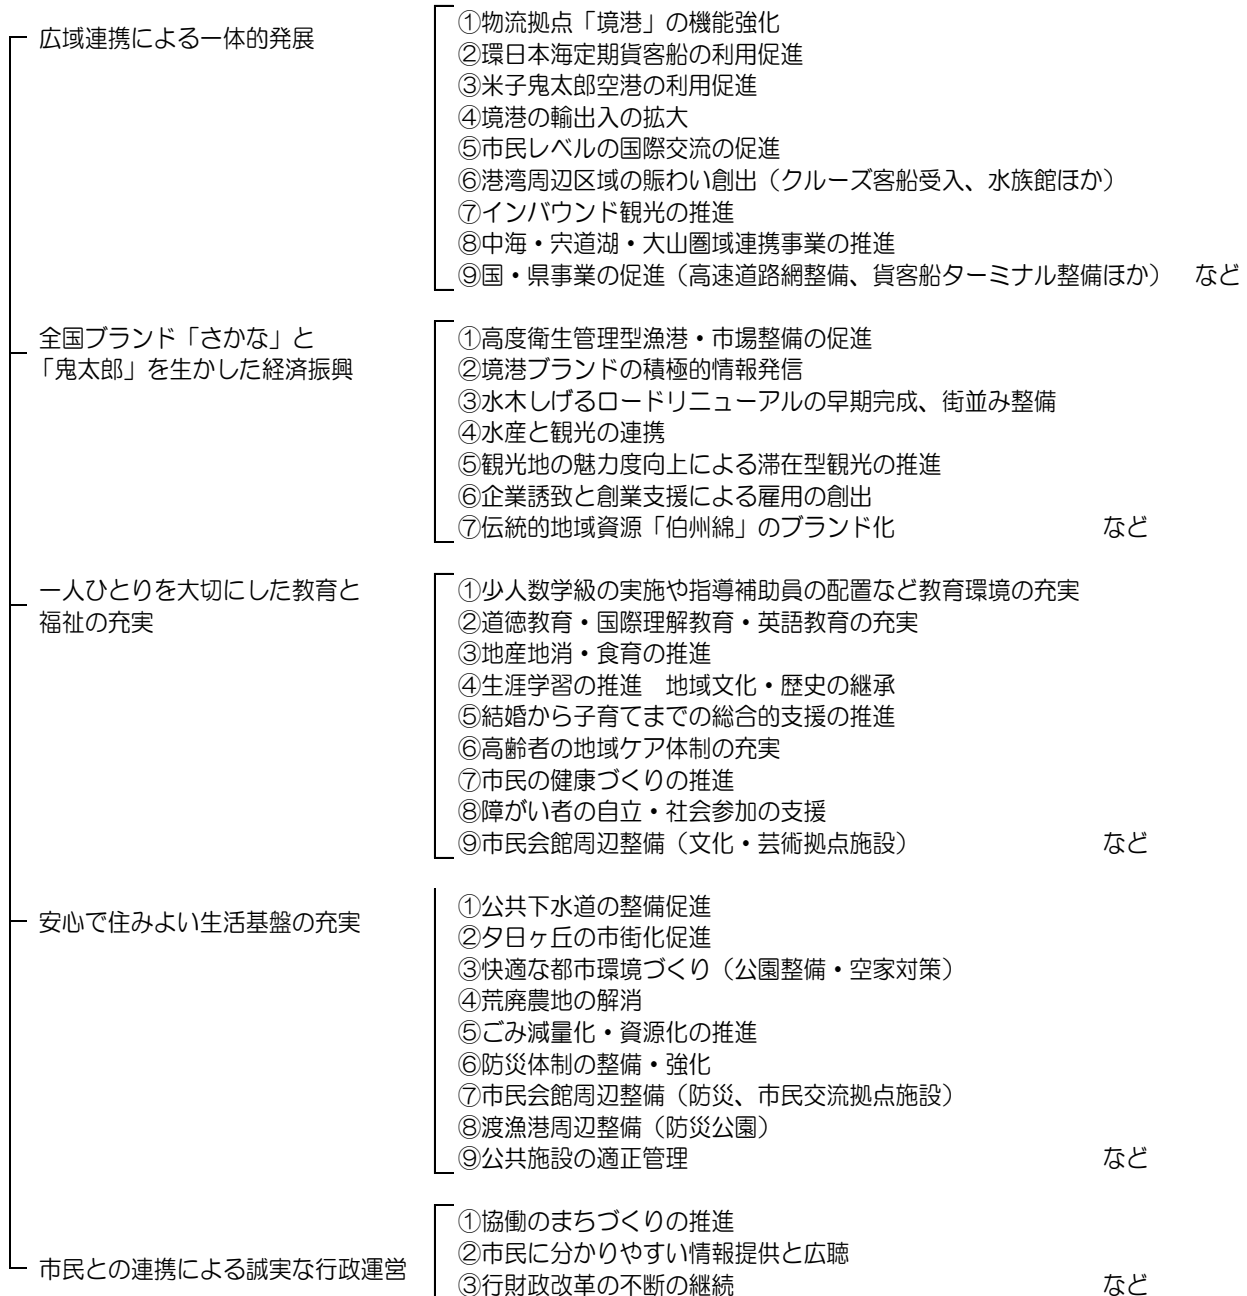 広域連携による一体的発展
①物流拠点「境港」の機能強化
②環日本海定期貨客船の利用促進
③米子鬼太郎空港の利用促進
④境港の輸出入の拡大
⑤市民レベルの国際交流の促進
⑥港湾周辺区域の賑わい創出（クルーズ客船受入、水族館ほか）
⑦インバウンド観光の推進
⑧中海・宍道湖・大山圏域連携事業の推進
⑨国・県事業の促進（高速道路網整備、貨客船ターミナル整備ほか）　など
全国ブランド「さかな」と
「鬼太郎」を生かした経済振興
①高度衛生管理型漁港・市場整備の促進
②境港ブランドの積極的情報発信
③水木しげるロードリニューアルの早期完成、街並み整備
④水産と観光の連携
⑤観光地の魅力度向上による滞在型観光の推進
⑥企業誘致と創業支援による雇用の創出
⑦伝統的地域資源「伯州綿」のブランド化　など
一人ひとりを大切にした教育と
福祉の充実
①少人数学級の実施や指導補助員の配置など教育環境の充実
②道徳教育・国際理解教育・英語教育の充実
③地産地消・食育の推進
④生涯学習の推進　地域文化・歴史の継承
⑤結婚から子育てまでの総合的支援の推進
⑥高齢者の地域ケア体制の充実
⑦市民の健康づくりの推進
⑧障がい者の自立・社会参加の支援
⑨市民会館周辺整備（文化・芸術拠点施設）　など
安心で住みよい生活基盤の充実
①公共下水道の整備促進
②夕日ヶ丘の市街化促進
③快適な都市環境づくり（公園整備・空家対策）
④荒廃農地の解消
⑤ごみ減量化・資源化の推進
⑥防災体制の整備・強化
⑦市民会館周辺整備（防災、市民交流拠点施設）
⑧渡漁港周辺整備（防災公園）
⑨公共施設の適正管理　など
市民との連携による誠実な行政運営
①協働のまちづくりの推進
②市民に分かりやすい情報提供と広聴
③行財政改革の不断の継続　など